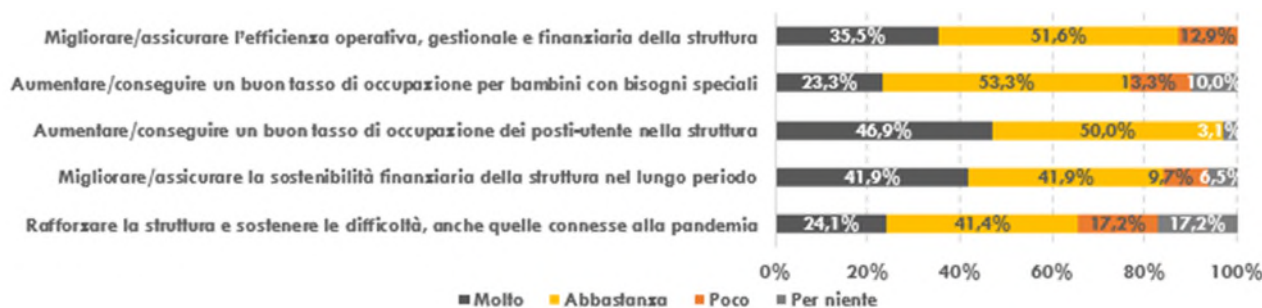 Migliorare/assicurare l'efficienza operativa, gestionale e finanziaria della struttura 35,5% 51,6% 12,9%
Aumentare/conseguire un buon tasso di occupazione per bambini con bisogni speciali 23,3% 53,3% 13,3% 10,0%
Aumentare/conseguire un buon tasso di occupazione dei posti-utente nella struttura 46,9% 50,0% 3,1%
Migliorare/assicurare la sostenibilità finanziaria della struttura nel lungo periodo 41,9% 41,9% 9,7% 6,5%
Rafforzare la struttura e sostenere le difficoltà, anche quelle connesse alla pandemia 24,1% 41,4% 17,2% 17,2%
0% 20% 40% 60% 80% 100%
Molto Abbastanza Poco Per niente